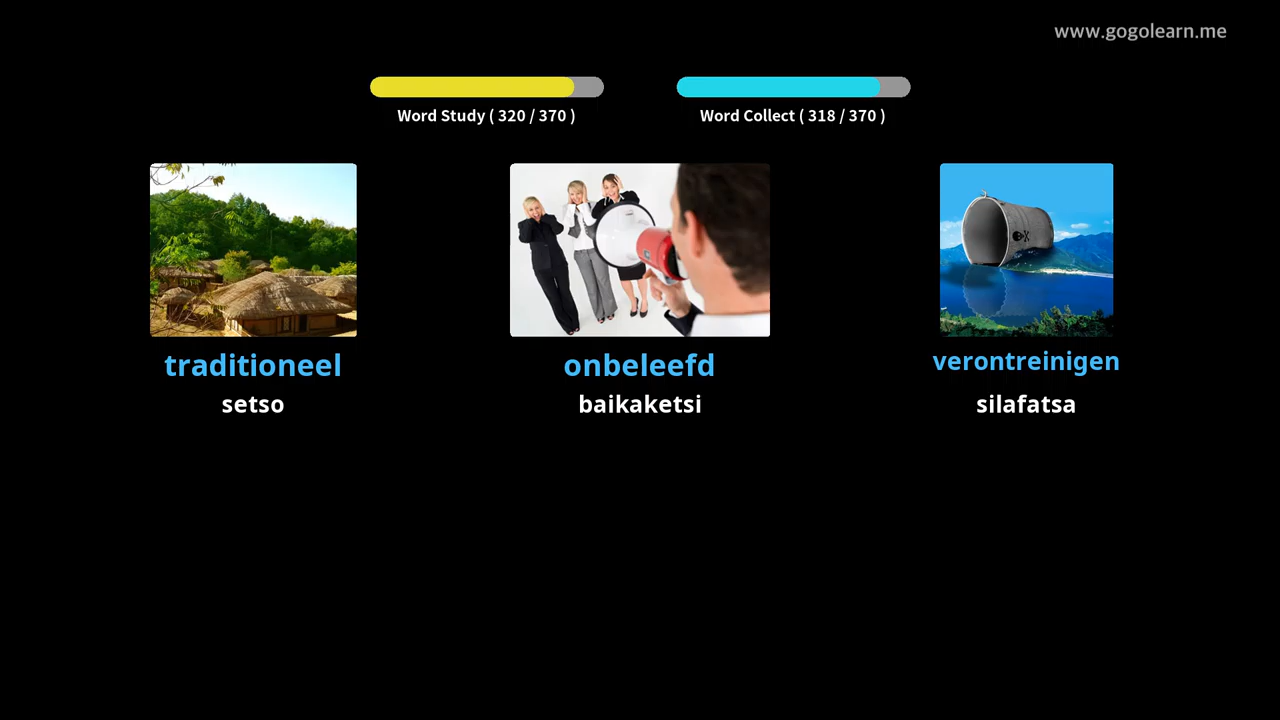 www.gogolearn.me
Word Study ( 320 / 370 )
Word Collect ( 318 / 370 )
traditioneel
onbeleefd
verontreinigen
setso
baikaketsi
silafatsa